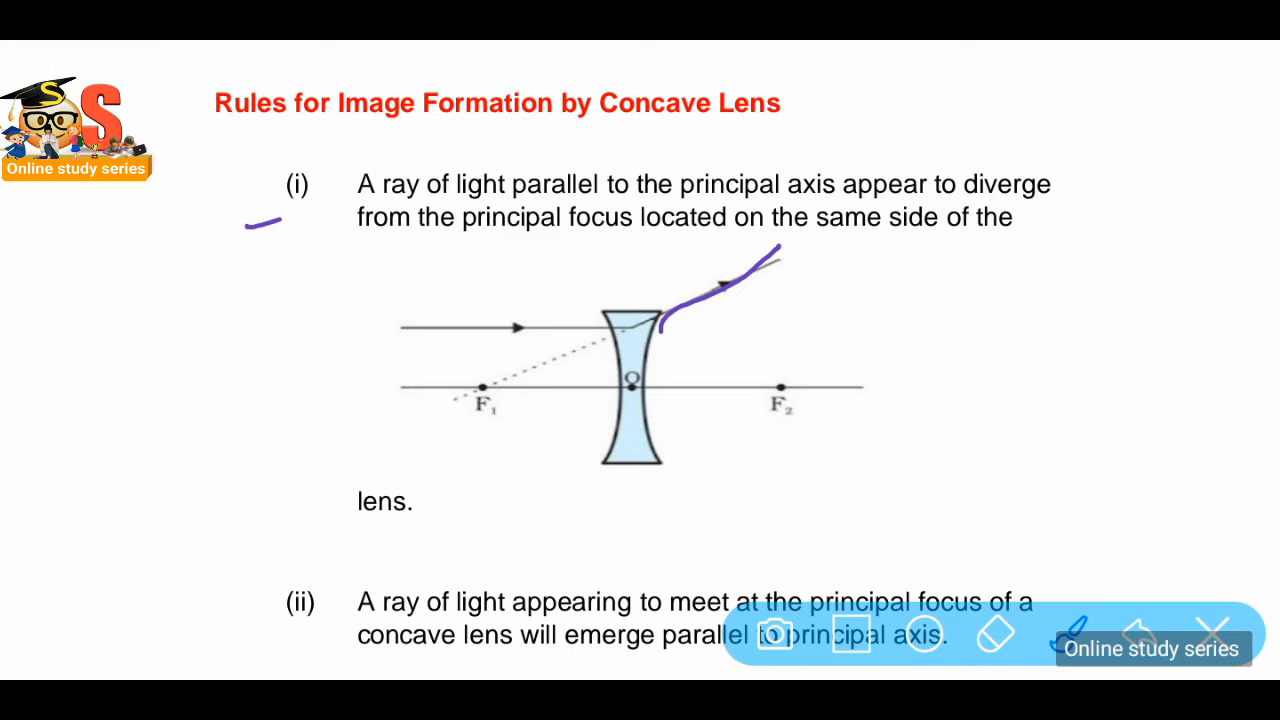 S
S
Online study series
Rules for Image Formation by Concave Lens
(i) A ray of light parallel to the principal axis appear to diverge
from the principal focus located on the same side of the
O
F₁ F₂
lens.
(ii) A ray of light appearing to meet at the principal focus of a
concave lens will emerge parallel to principal axis.
Online study series